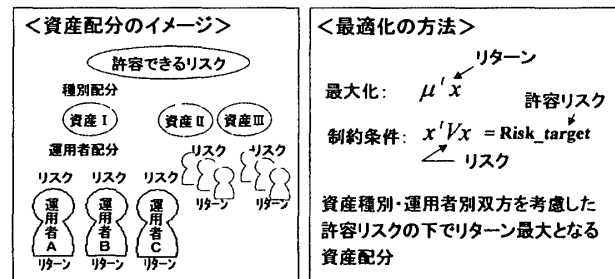 ＜資産配分のイメージ＞
許容できるリスク
種別配分
資産Ⅰ 資産Ⅱ 資産Ⅲ
運用者配分
リスク リスク
リスク リスク リスク
運用者A 運用者B 運用者C
リターン リターン
リターン リターン リターン
＜最適化の方法＞
リターン
最大化： μ^t x
許容リスク
制約条件： x^t Vx = Risk_target
リスク
資産種別・運用者別双方を考慮した
許容リスクの下でリターン最大となる
資産配分